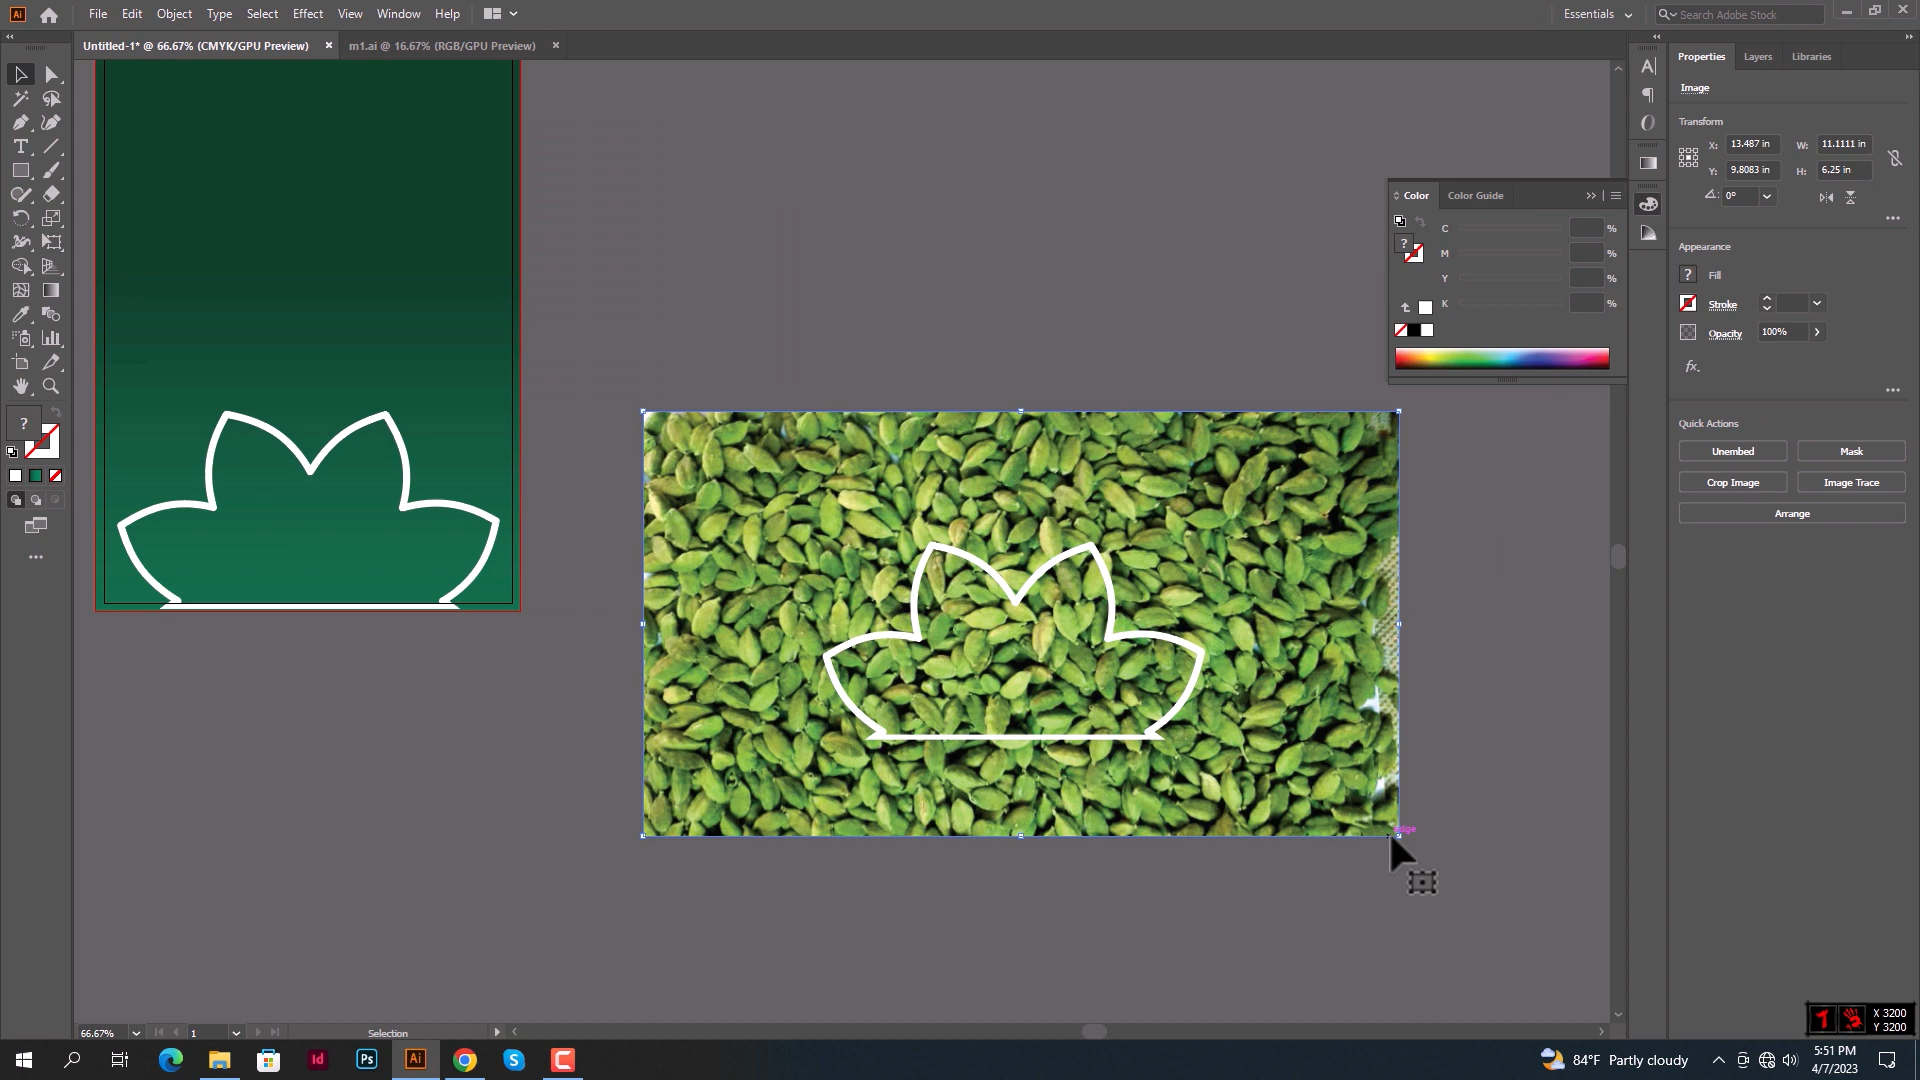 Ai File Edit Object Type Select Effect View Window Help Essentials Search Adobe Stock
Untitled-1* @ 66.67% (CMYK/GPU Preview) × m1.ai @ 16.67% (RGB/GPU Preview) ×
Properties Layers Libraries
Image
Transform
X: 13.487 in W: 11.1111 in
Y: 9.8083 in H: 6.25 in
0°
Appearance
? Fill
Stroke
Opacity 100%
fx.
Quick Actions
Unembed Mask
Crop Image Image Trace
Arrange
Color Color Guide
C %
M %
Y %
K %
?
?
66.67% 1 Selection
X 3200
Y 3200
Id Ps Ai S C
84°F Partly cloudy
5:51 PM
4/7/2023